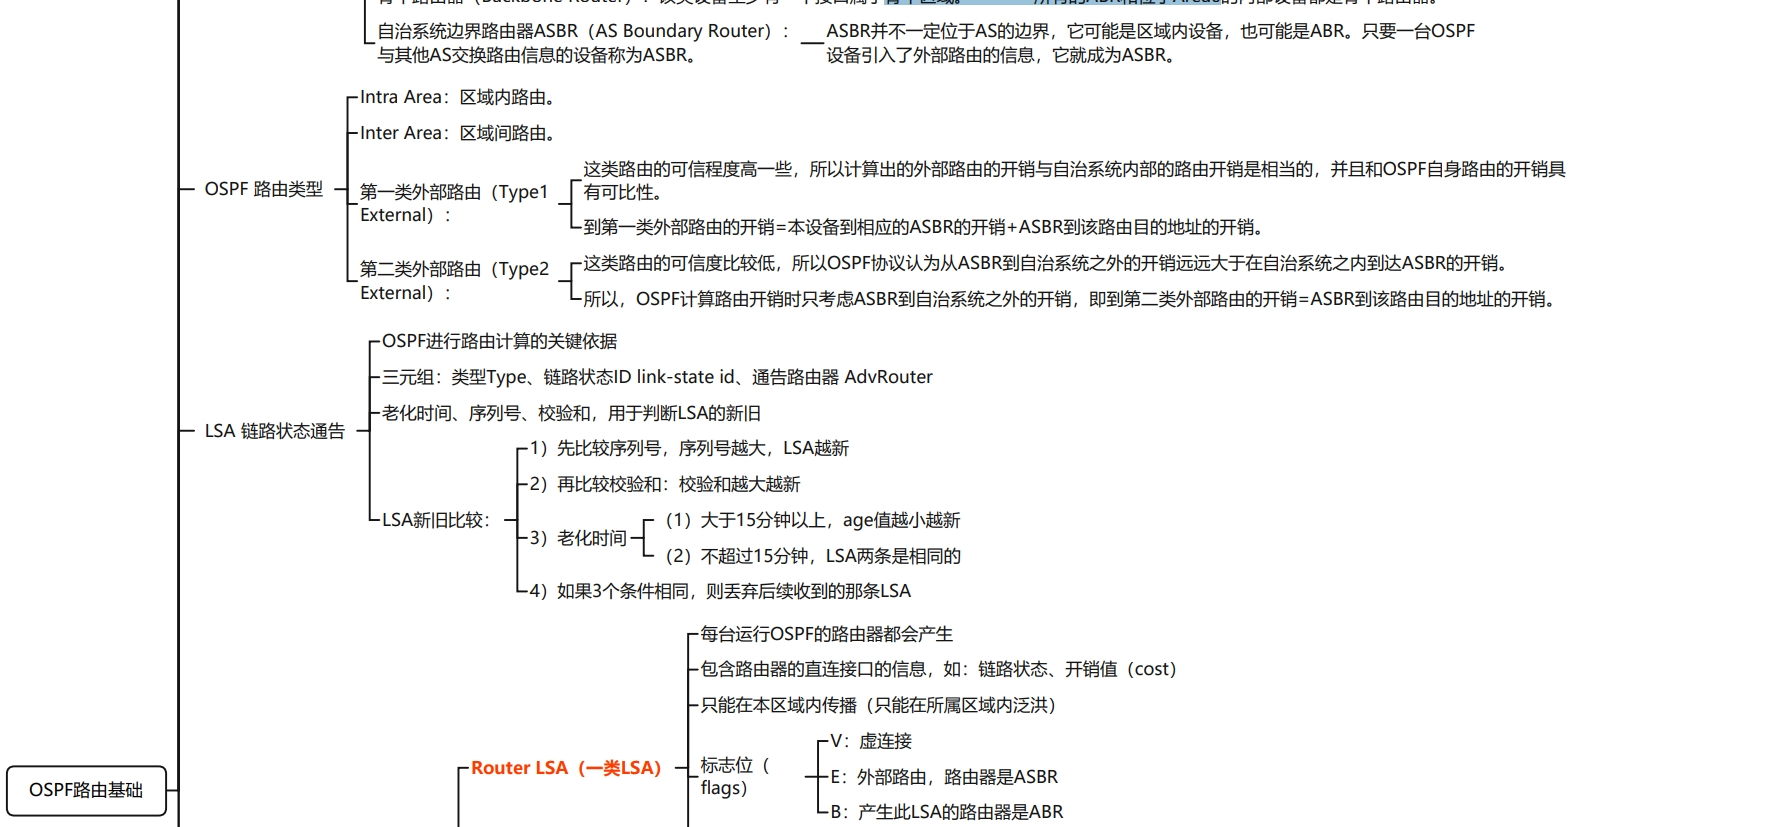 自治系统边界路由器ASBR（AS Boundary Router）：
与其他AS交换路由信息的设备称为ASBR。
ASBR并不一定位于AS的边界，它可能是区域内设备，也可能是ABR。只要一台OSPF
设备引入了外部路由的信息，它就成为ASBR。
OSPF 路由类型
Intra Area：区域内路由。
Inter Area：区域间路由。
第一类外部路由（Type1
External）：
这类路由的可信程度高一些，所以计算出的外部路由的开销与自治系统内部的路由开销是相当的，并且和OSPF自身路由的开销具
有可比性。
到第一类外部路由的开销=本设备到相应的ASBR的开销+ASBR到该路由目的地址的开销。
第二类外部路由（Type2
External）：
这类路由的可信度比较低，所以OSPF协议认为从ASBR到自治系统之外的开销远远大于在自治系统之内到达ASBR的开销。
所以，OSPF计算路由开销时只考虑ASBR到自治系统之外的开销，即到第二类外部路由的开销=ASBR到该路由目的地址的开销。
LSA 链路状态通告
OSPF进行路由计算的关键依据
三元组：类型Type、链路状态ID link-state id、通告路由器 AdvRouter
老化时间、序列号、校验和，用于判断LSA的新旧
LSA新旧比较：
1）先比较序列号，序列号越大，LSA越新
2）再比较校验和：校验和越大越新
3）老化时间
（1）大于15分钟以上，age值越小越新
（2）不超过15分钟，LSA两条是相同的
4）如果3个条件相同，则丢弃后续收到的那条LSA
OSPF路由基础
Router LSA（一类LSA）
每台运行OSPF的路由器都会产生
包含路由器的直连接口的信息，如：链路状态、开销值（cost）
只能在本区域内传播（只能在所属区域内泛洪）
标志位（
flags）
V：虚连接
E：外部路由，路由器是ASBR
B：产生此LSA的路由器是ABR